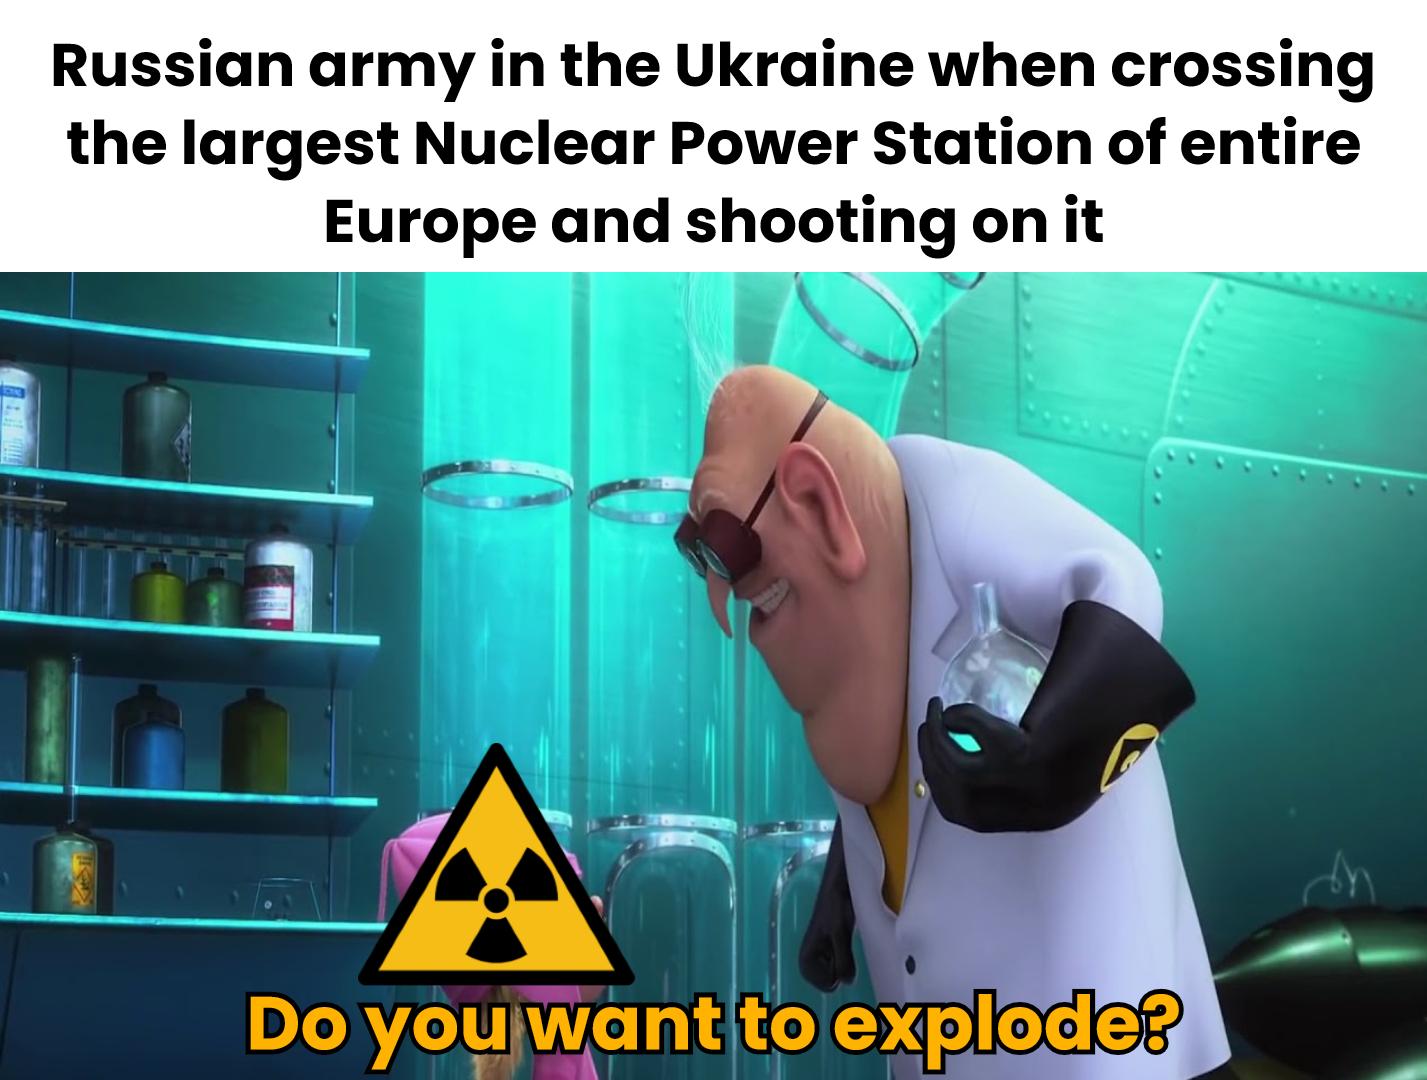 Russian army in the Ukraine when crossing
the largest Nuclear Power Station of entire
Europe and shooting on it
Do you want to explode?